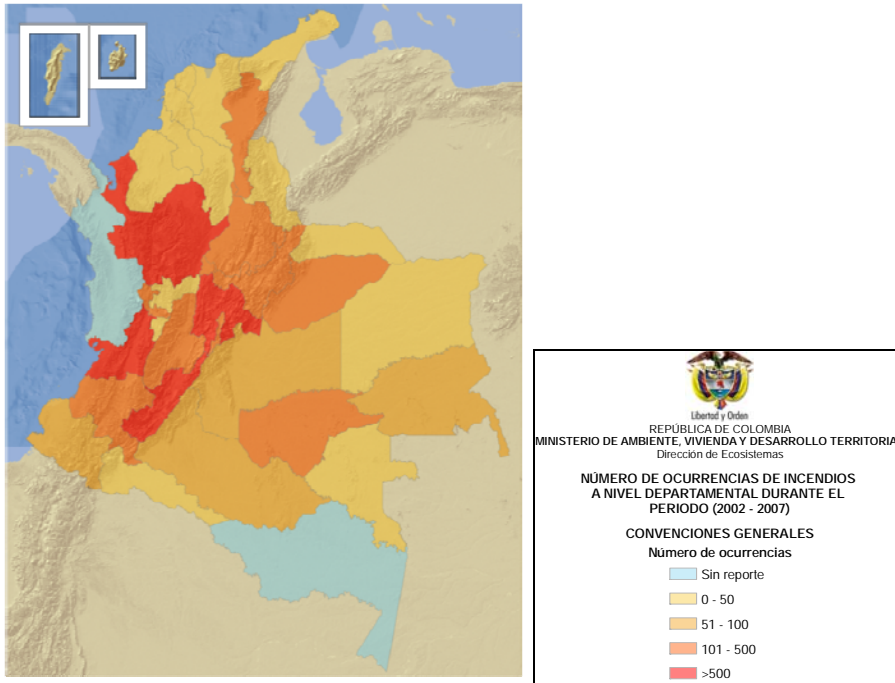 Libertad y Orden
REPÚBLICA DE COLOMBIA
MINISTERIO DE AMBIENTE, VIVIENDA Y DESARROLLO TERRITORIA
Dirección de Ecosistemas
NÚMERO DE OCURRENCIAS DE INCENDIOS
A NIVEL DEPARTAMENTAL DURANTE EL
PERIODO (2002 - 2007)
CONVENCIONES GENERALES
Número de ocurrencias
Sin reporte
0 - 50
51 - 100
101 - 500
>500